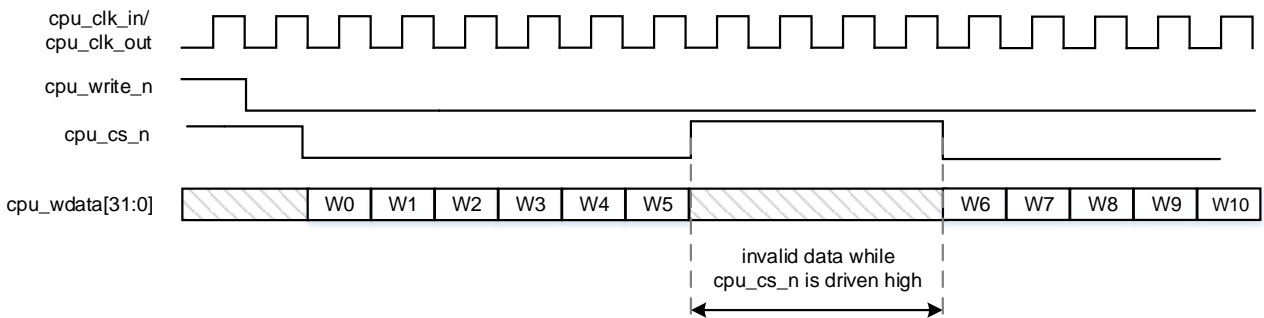 cpu_clk_in/
cpu_clk_out
cpu_write_n
cpu_cs_n
cpu_wdata[31:0]
W0 W1 W2 W3 W4 W5 W6 W7 W8 W9 W10
invalid data while
cpu_cs_n is driven high